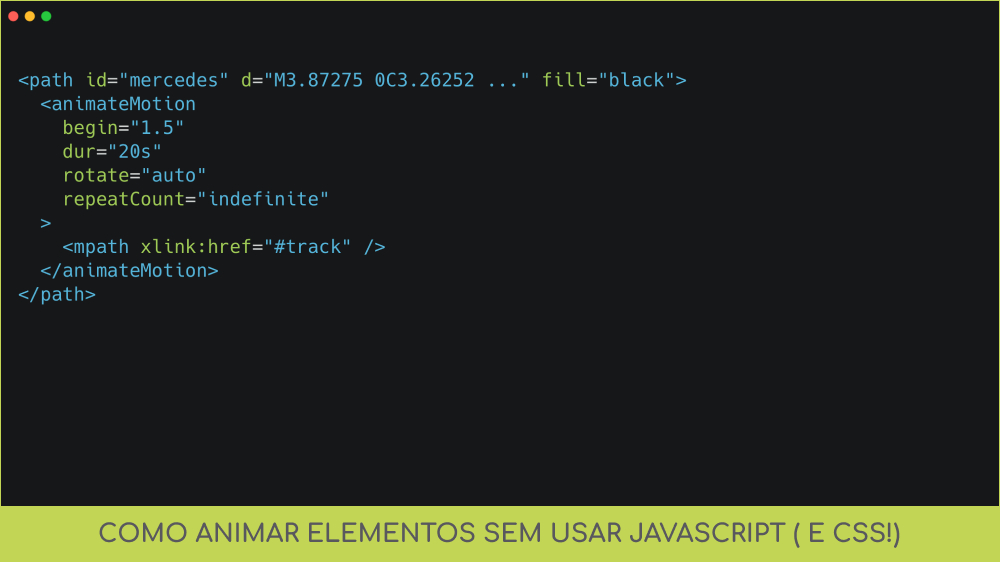 <path id="mercedes" d="M3.87275 0C3.26252 ..." fill="black">
  <animateMotion
    begin="1.5"
    dur="20s"
    rotate="auto"
    repeatCount="indefinite"
  >
    <mpath xlink:href="#track" />
  </animateMotion>
</path>
COMO ANIMAR ELEMENTOS SEM USAR JAVASCRIPT ( E CSS!)